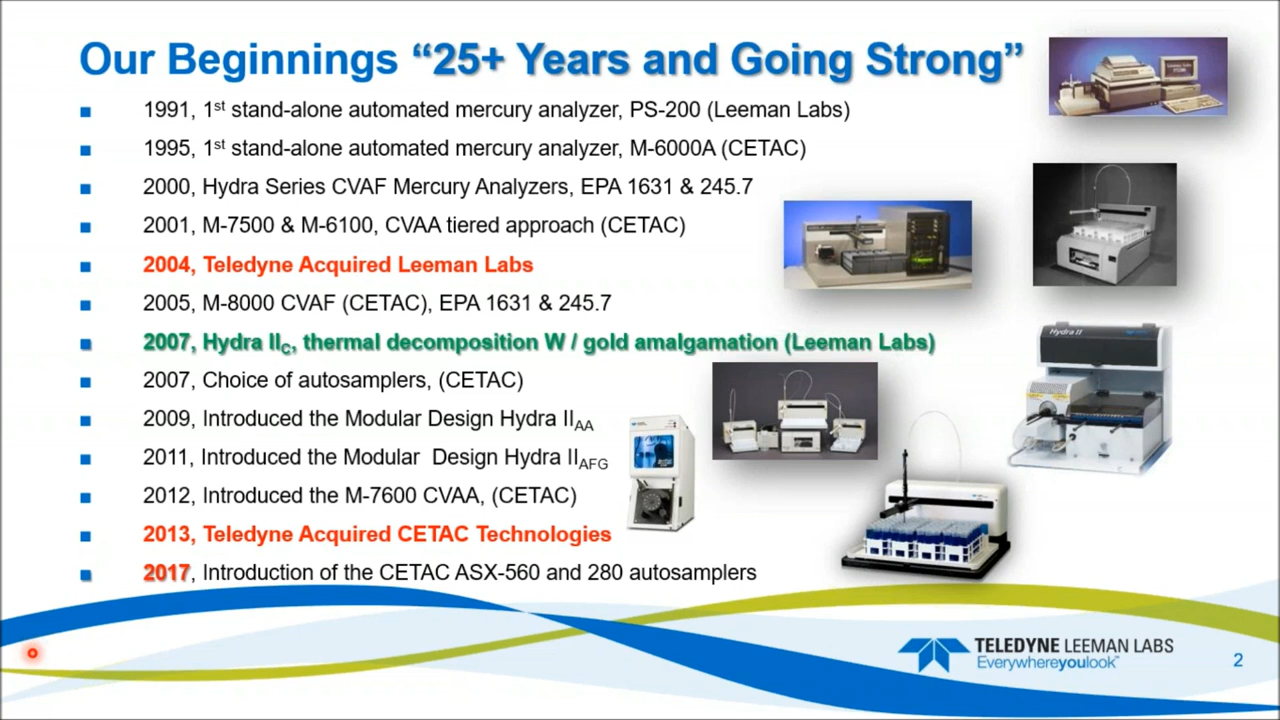 Our Beginnings “25+ Years and Going Strong”
1991, 1st stand-alone automated mercury analyzer, PS-200 (Leeman Labs)
1995, 1st stand-alone automated mercury analyzer, M-6000A (CETAC)
2000, Hydra Series CVAF Mercury Analyzers, EPA 1631 & 245.7
2001, M-7500 & M-6100, CVAA tiered approach (CETAC)
2004, Teledyne Acquired Leeman Labs
2005, M-8000 CVAF (CETAC), EPA 1631 & 245.7
2007, Hydra IIC, thermal decomposition W / gold amalgamation (Leeman Labs)
2007, Choice of autosamplers, (CETAC)
2009, Introduced the Modular Design Hydra IIAA
2011, Introduced the Modular Design Hydra IIAFG
2012, Introduced the M-7600 CVAA, (CETAC)
2013, Teledyne Acquired CETAC Technologies
2017, Introduction of the CETAC ASX-560 and 280 autosamplers
Hydra II
TELEDYNE LEEMAN LABS
Everywhereyoulook™
2